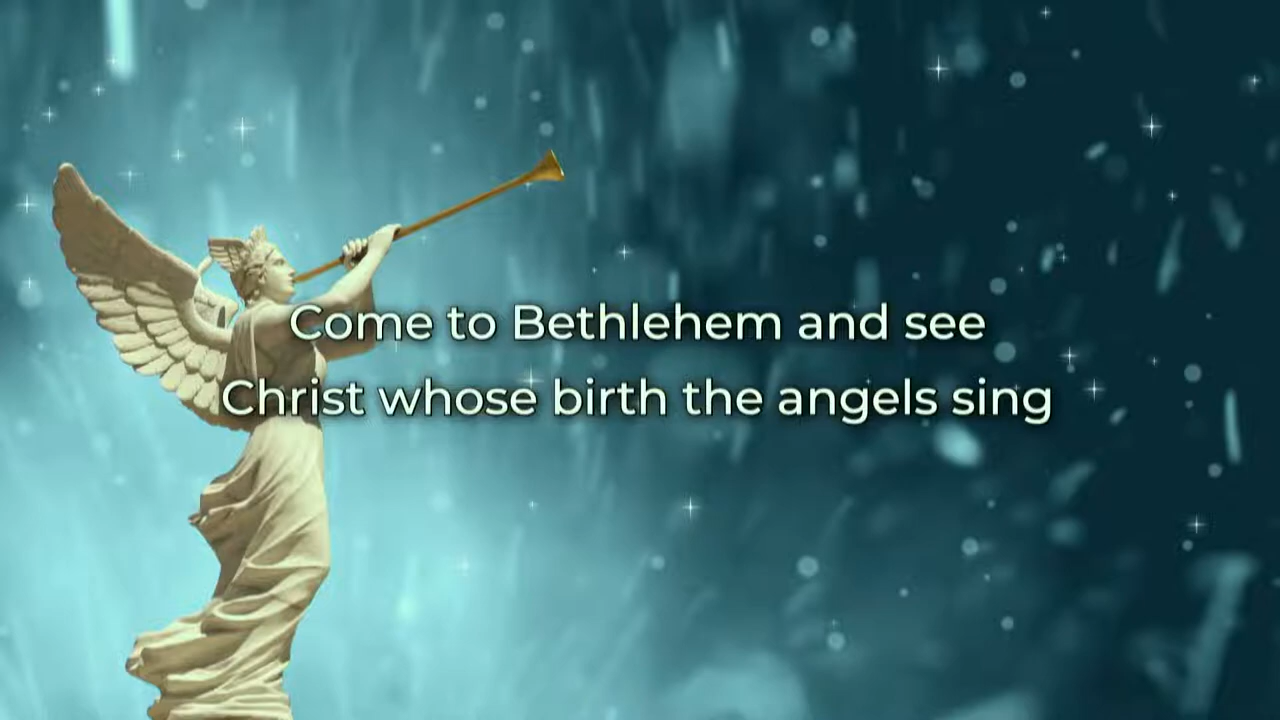 Come to Bethlehem and see
Christ whose birth the angels sing